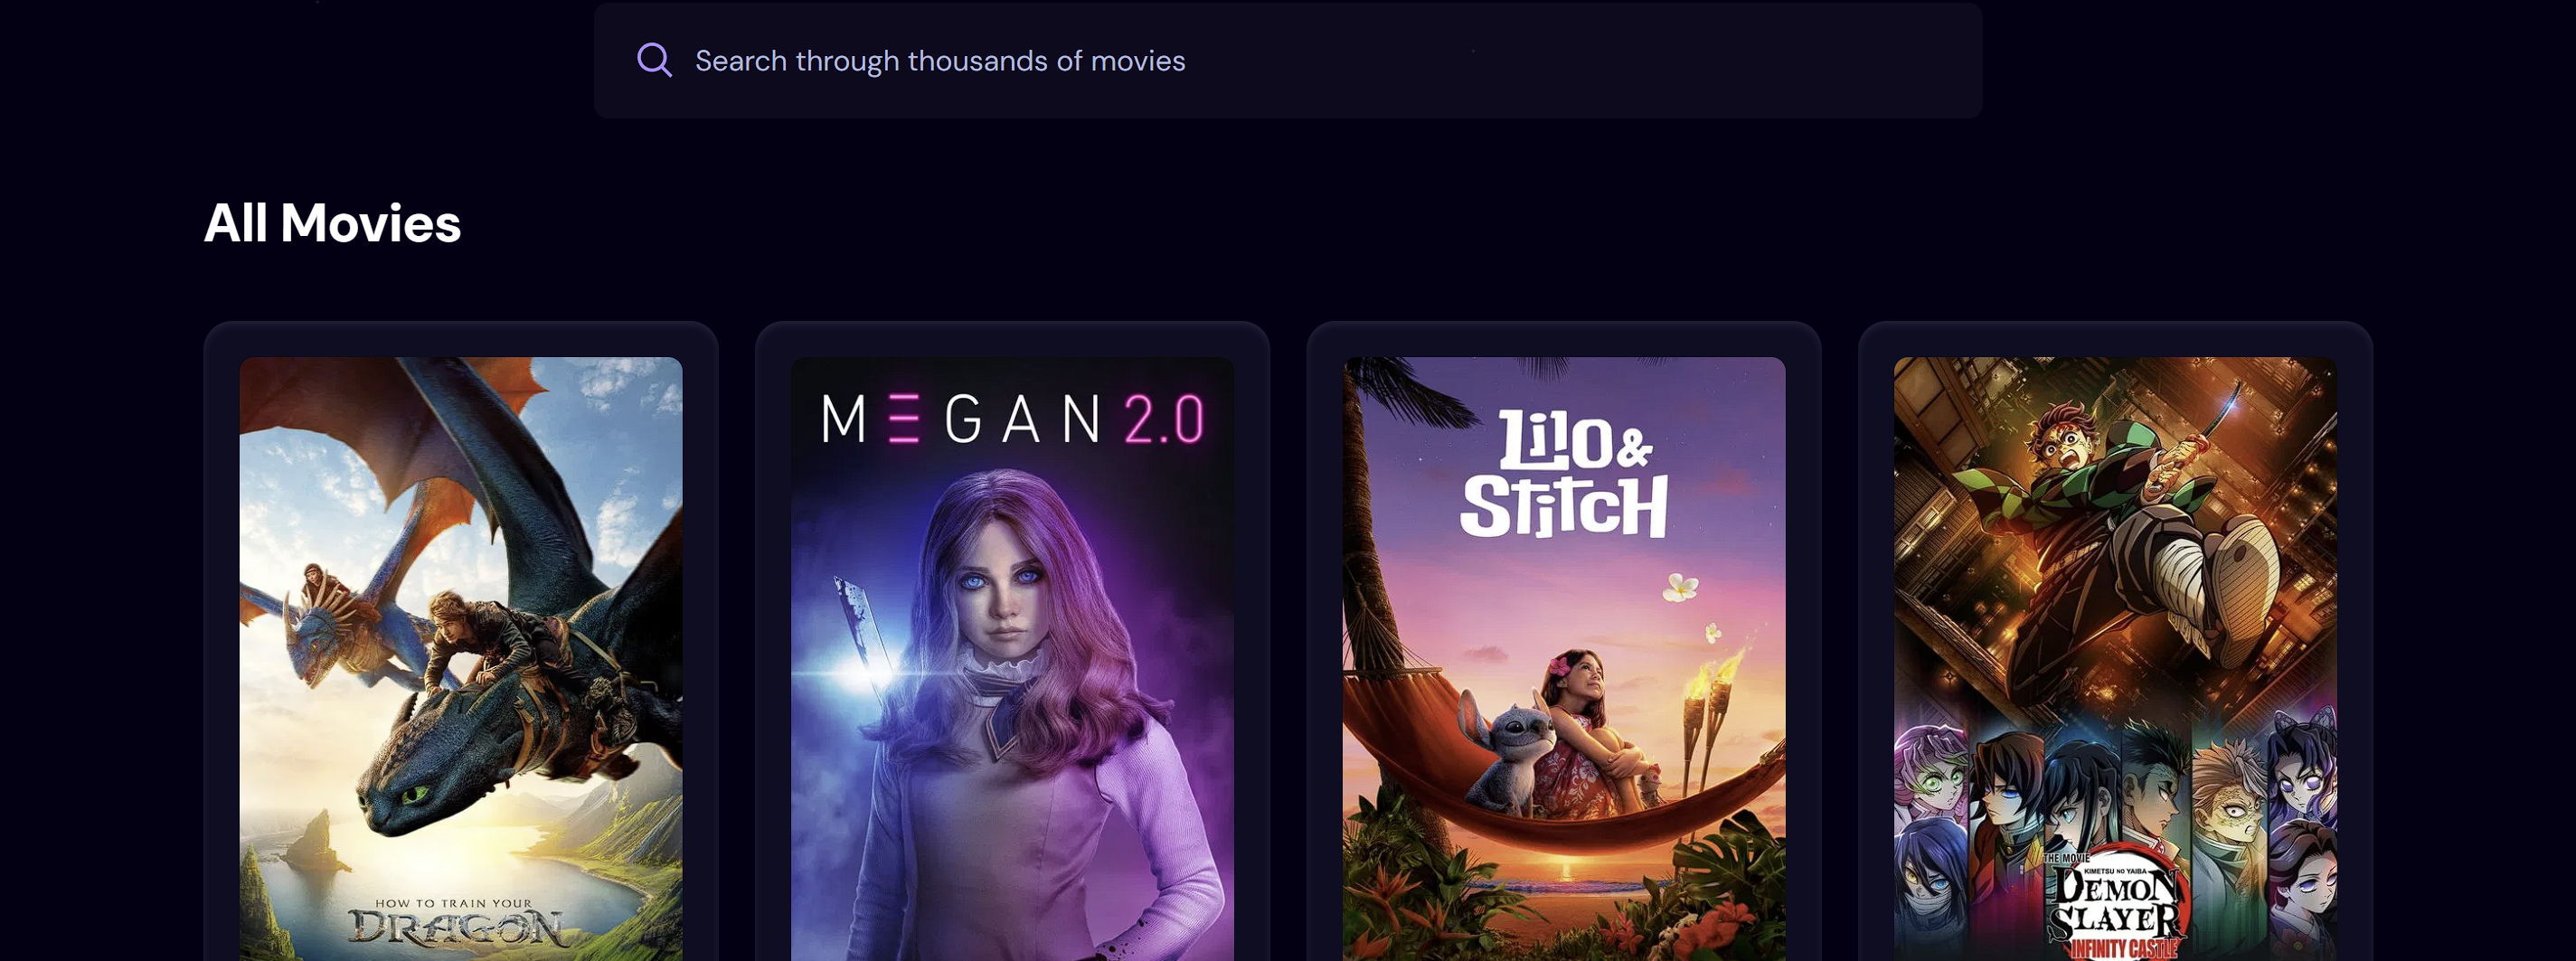 Search through thousands of movies
All Movies
MEGAN 2.0
Lilo &
Stitch
HOW TO TRAIN YOUR
DRAGON
THE MOVIE
KIMETSU NO YAIBA
DEMON
SLAYER
INFINITY CASTLE